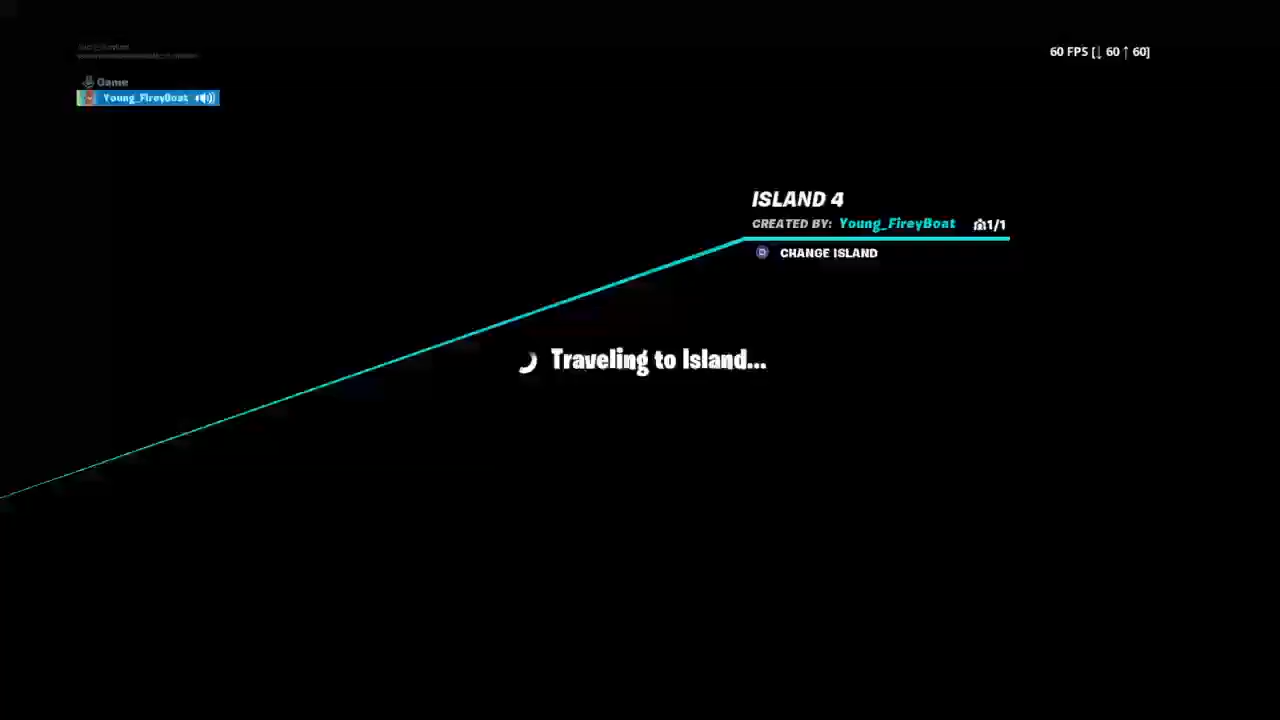 60 FPS [↓ 60 ↑ 60]
Game
Young_FireyBoat
ISLAND 4
CREATED BY: Young_FireyBoat 1/1
CHANGE ISLAND
Traveling to Island...